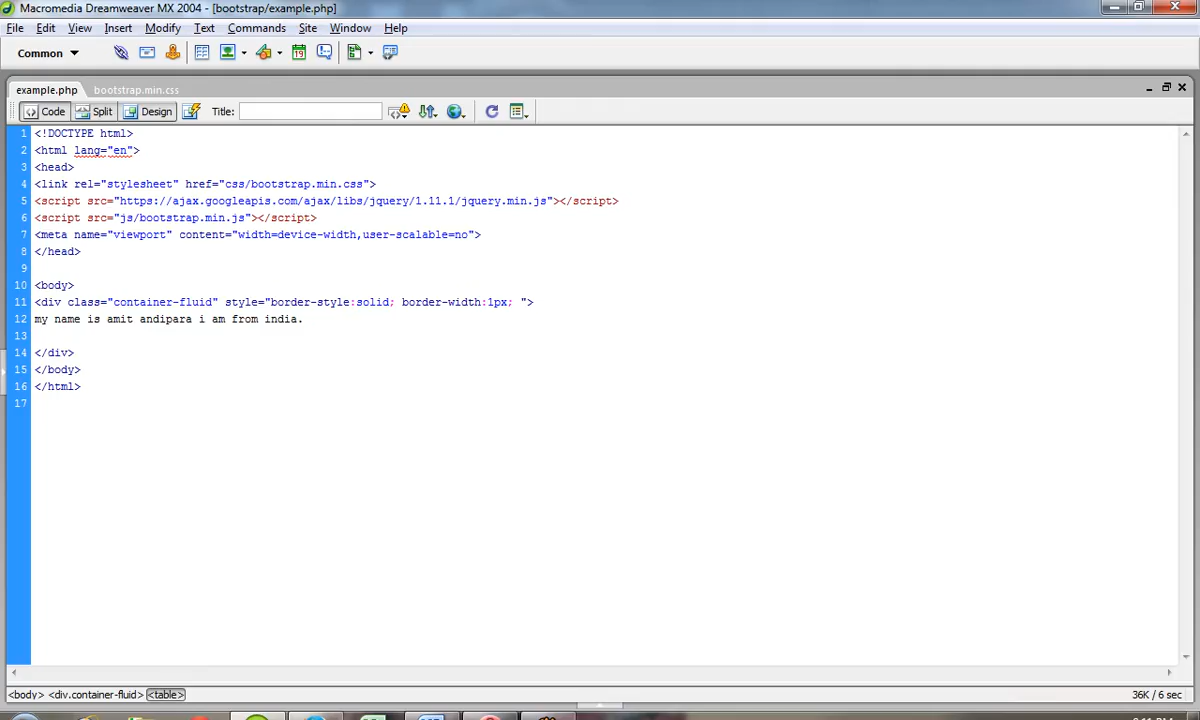 Macromedia Dreamweaver MX 2004 - [bootstrap/example.php]
File Edit View Insert Modify Text Commands Site Window Help
Common
example.php bootstrap.min.css
Code Split Design Title:
1 <!DOCTYPE html>
2 <html lang="en">
3 <head>
4 <link rel="stylesheet" href="css/bootstrap.min.css">
5 <script src="https://ajax.googleapis.com/ajax/libs/jquery/1.11.1/jquery.min.js"></script>
6 <script src="js/bootstrap.min.js"></script>
7 <meta name="viewport" content="width=device-width,user-scalable=no">
8 </head>
9
10 <body>
11 <div class="container-fluid" style="border-style:solid; border-width:1px; ">
12 my name is amit andipara i am from india.
13
14 </div>
15 </body>
16 </html>
17
<body> <div.container-fluid> <table> 36K / 6 sec